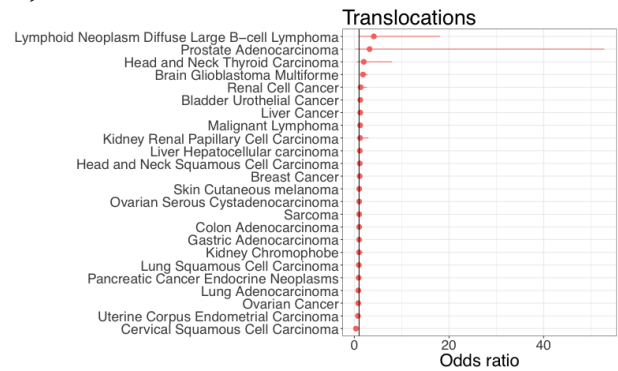 Translocations
Lymphoid Neoplasm Diffuse Large B−cell Lymphoma
Prostate Adenocarcinoma
Head and Neck Thyroid Carcinoma
Brain Glioblastoma Multiforme
Renal Cell Cancer
Bladder Urothelial Cancer
Liver Cancer
Malignant Lymphoma
Kidney Renal Papillary Cell Carcinoma
Liver Hepatocellular carcinoma
Head and Neck Squamous Cell Carcinoma
Breast Cancer
Skin Cutaneous melanoma
Ovarian Serous Cystadenocarcinoma
Sarcoma
Colon Adenocarcinoma
Gastric Adenocarcinoma
Kidney Chromophobe
Lung Squamous Cell Carcinoma
Pancreatic Cancer Endocrine Neoplasms
Lung Adenocarcinoma
Ovarian Cancer
Uterine Corpus Endometrial Carcinoma
Cervical Squamous Cell Carcinoma
0 20 40
Odds ratio